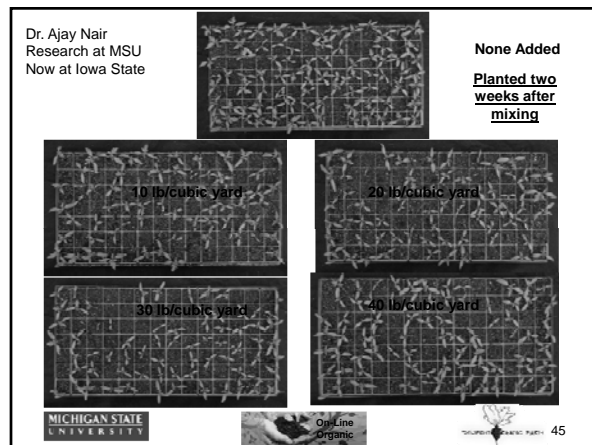 Dr. Ajay Nair
Research at MSU
Now at Iowa State
None Added
Planted two
weeks after
mixing
10 lb/cubic yard
20 lb/cubic yard
30 lb/cubic yard
40 lb/cubic yard
MICHIGAN STATE
UNIVERSITY
On-Line
Organic
45